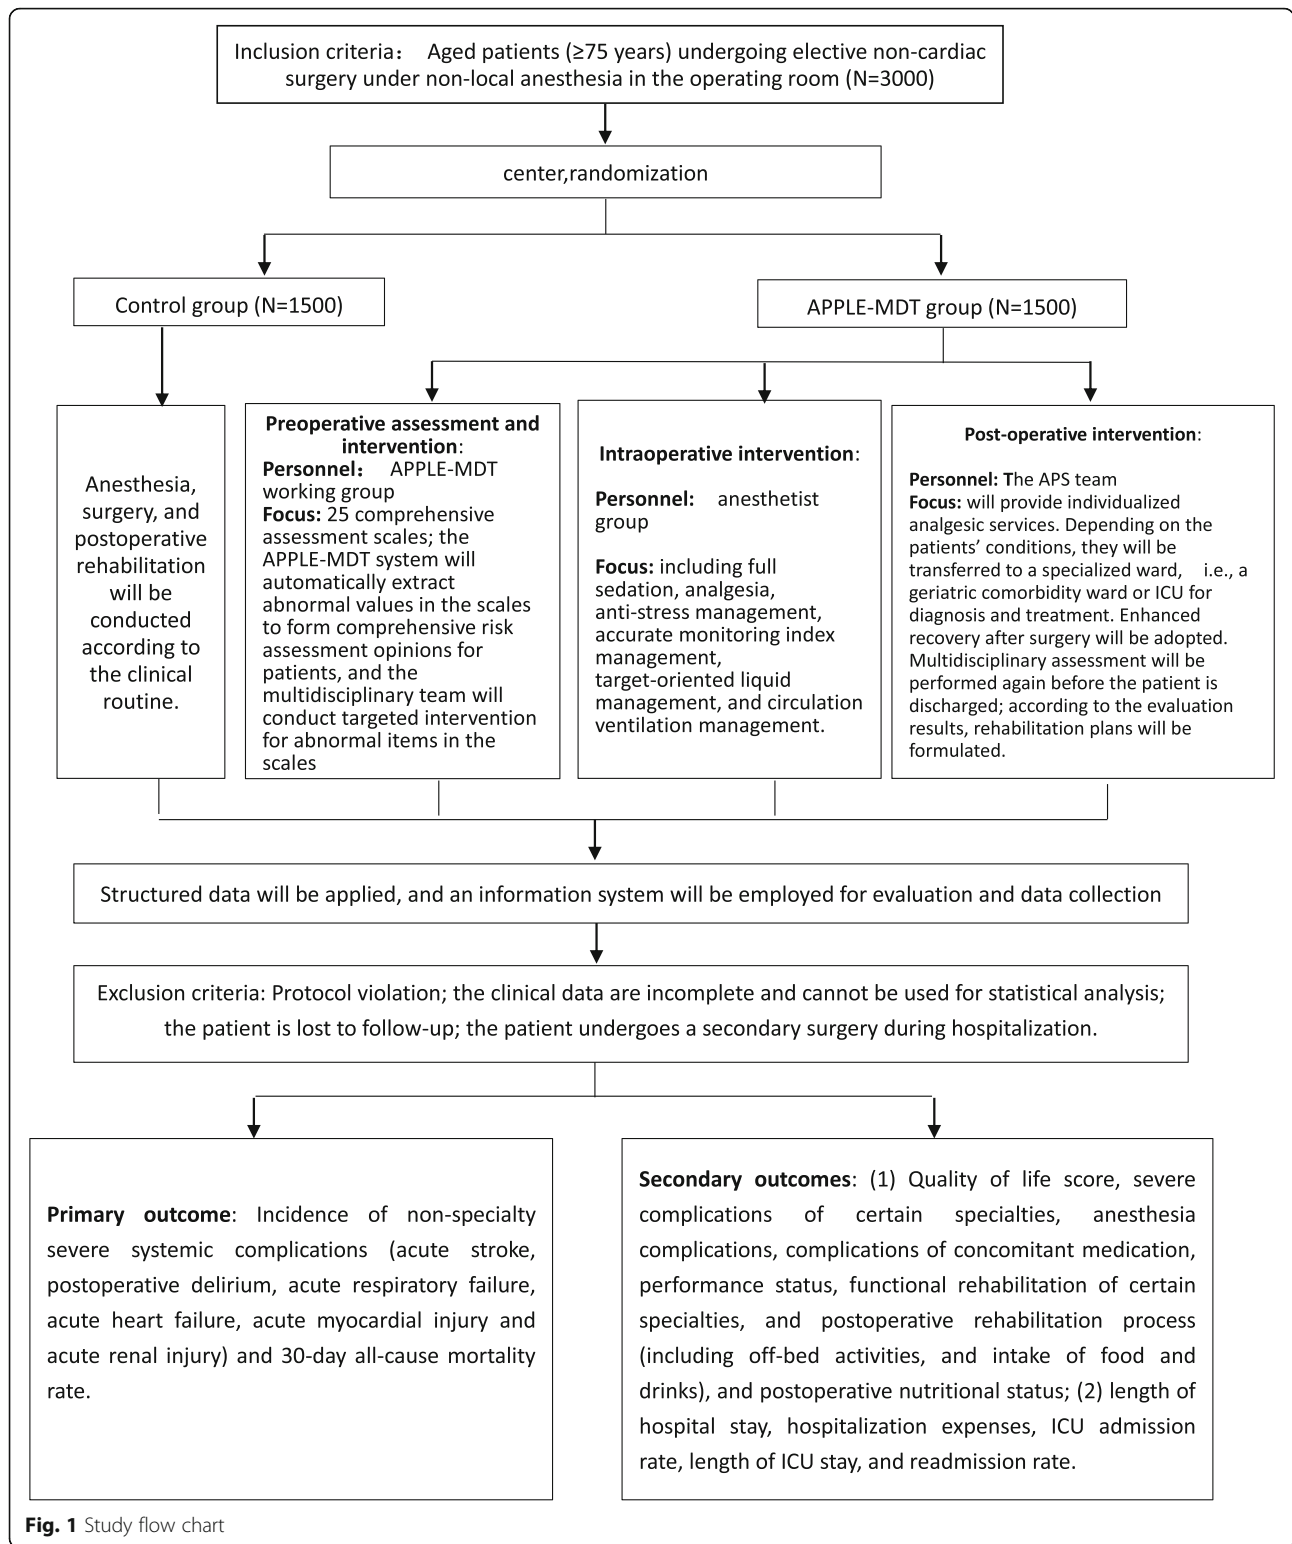 Inclusion criteria： Aged patients (≥75 years) undergoing elective non-cardiac
surgery under non-local anesthesia in the operating room (N=3000)
center,randomization
Control group (N=1500)
APPLE-MDT group (N=1500)
Anesthesia,
surgery, and
postoperative
rehabilitation
will be
conducted
according to
the clinical
routine.
Preoperative assessment and
intervention:
Personnel： APPLE-MDT
working group
Focus: 25 comprehensive
assessment scales; the
APPLE-MDT system will
automatically extract
abnormal values in the scales
to form comprehensive risk
assessment opinions for
patients, and the
multidisciplinary team will
conduct targeted intervention
for abnormal items in the
scales
Intraoperative intervention:
Personnel: anesthetist
group
Focus: including full
sedation, analgesia,
anti-stress management,
accurate monitoring index
management,
target-oriented liquid
management, and circulation
ventilation management.
Post-operative intervention:
Personnel: The APS team
Focus: will provide individualized
analgesic services. Depending on the
patients’ conditions, they will be
transferred to a specialized ward, i.e., a
geriatric comorbidity ward or ICU for
diagnosis and treatment. Enhanced
recovery after surgery will be adopted.
Multidisciplinary assessment will be
performed again before the patient is
discharged; according to the evaluation
results, rehabilitation plans will be
formulated.
Structured data will be applied, and an information system will be employed for evaluation and data collection
Exclusion criteria: Protocol violation; the clinical data are incomplete and cannot be used for statistical analysis;
the patient is lost to follow-up; the patient undergoes a secondary surgery during hospitalization.
Primary outcome: Incidence of non-specialty
severe systemic complications (acute stroke,
postoperative delirium, acute respiratory failure,
acute heart failure, acute myocardial injury and
acute renal injury) and 30-day all-cause mortality
rate.
Secondary outcomes: (1) Quality of life score, severe
complications of certain specialties, anesthesia
complications, complications of concomitant medication,
performance status, functional rehabilitation of certain
specialties, and postoperative rehabilitation process
(including off-bed activities, and intake of food and
drinks), and postoperative nutritional status; (2) length of
hospital stay, hospitalization expenses, ICU admission
rate, length of ICU stay, and readmission rate.
Fig. 1 Study flow chart